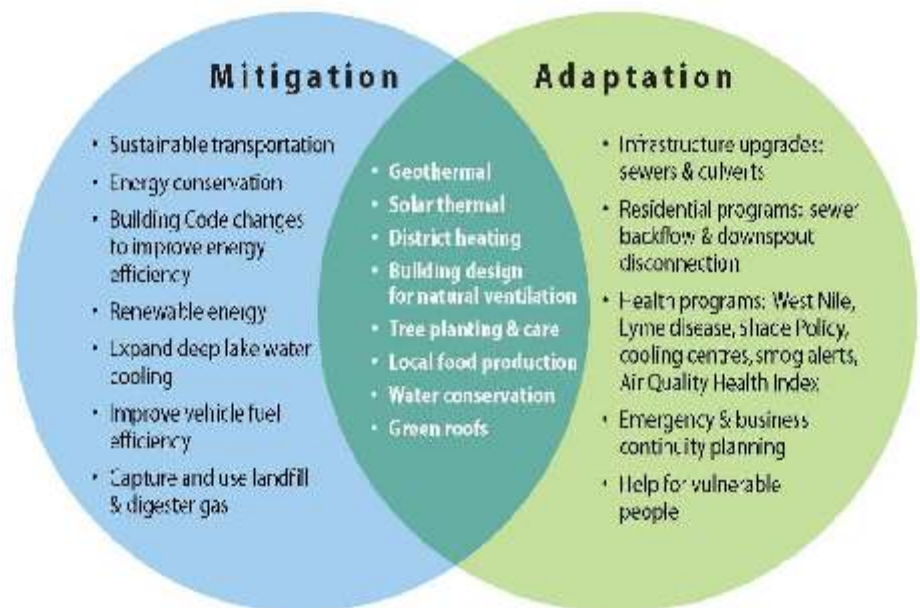 Mitigation
• Sustainable transportation
• Energy conservation
• Building Code changes
to improve energy
efficiency
• Renewable energy
• Expand deep lake water
cooling
• Improve vehicle fuel
efficiency
• Capture and use landfill
& digester gas
• Geothermal
• Solar thermal
• District heating
• Building design
for natural ventilation
• Tree planting & care
• Local food production
• Water conservation
• Green roofs
Adaptation
• Infrastructure upgrades:
sewers & culverts
• Residential programs: sewer
backflow & downspout
disconnection
• Health programs: West Nile,
Lyme disease, shade Policy,
cooling centres, smog alerts,
Air Quality Health Index
• Emergency & business
continuity planning
• Help for vulnerable
people